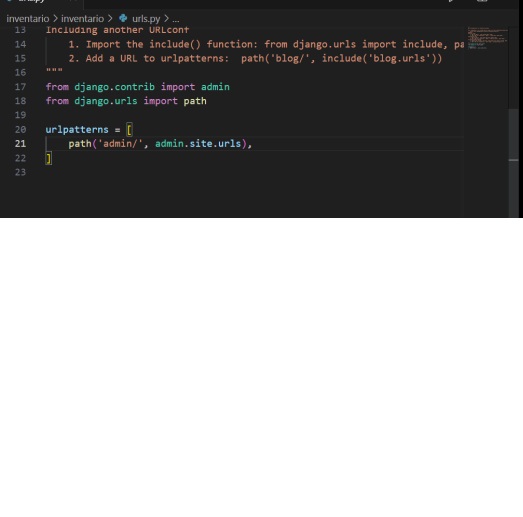 inventario > inventario > urls.py > ...
13 Including another URLconf
14 1. Import the include() function: from django.urls import include, pa
15 2. Add a URL to urlpatterns: path('blog/', include('blog.urls'))
16 """
17 from django.contrib import admin
18 from django.urls import path
19
20 urlpatterns = [
21 path('admin/', admin.site.urls),
22 ]
23